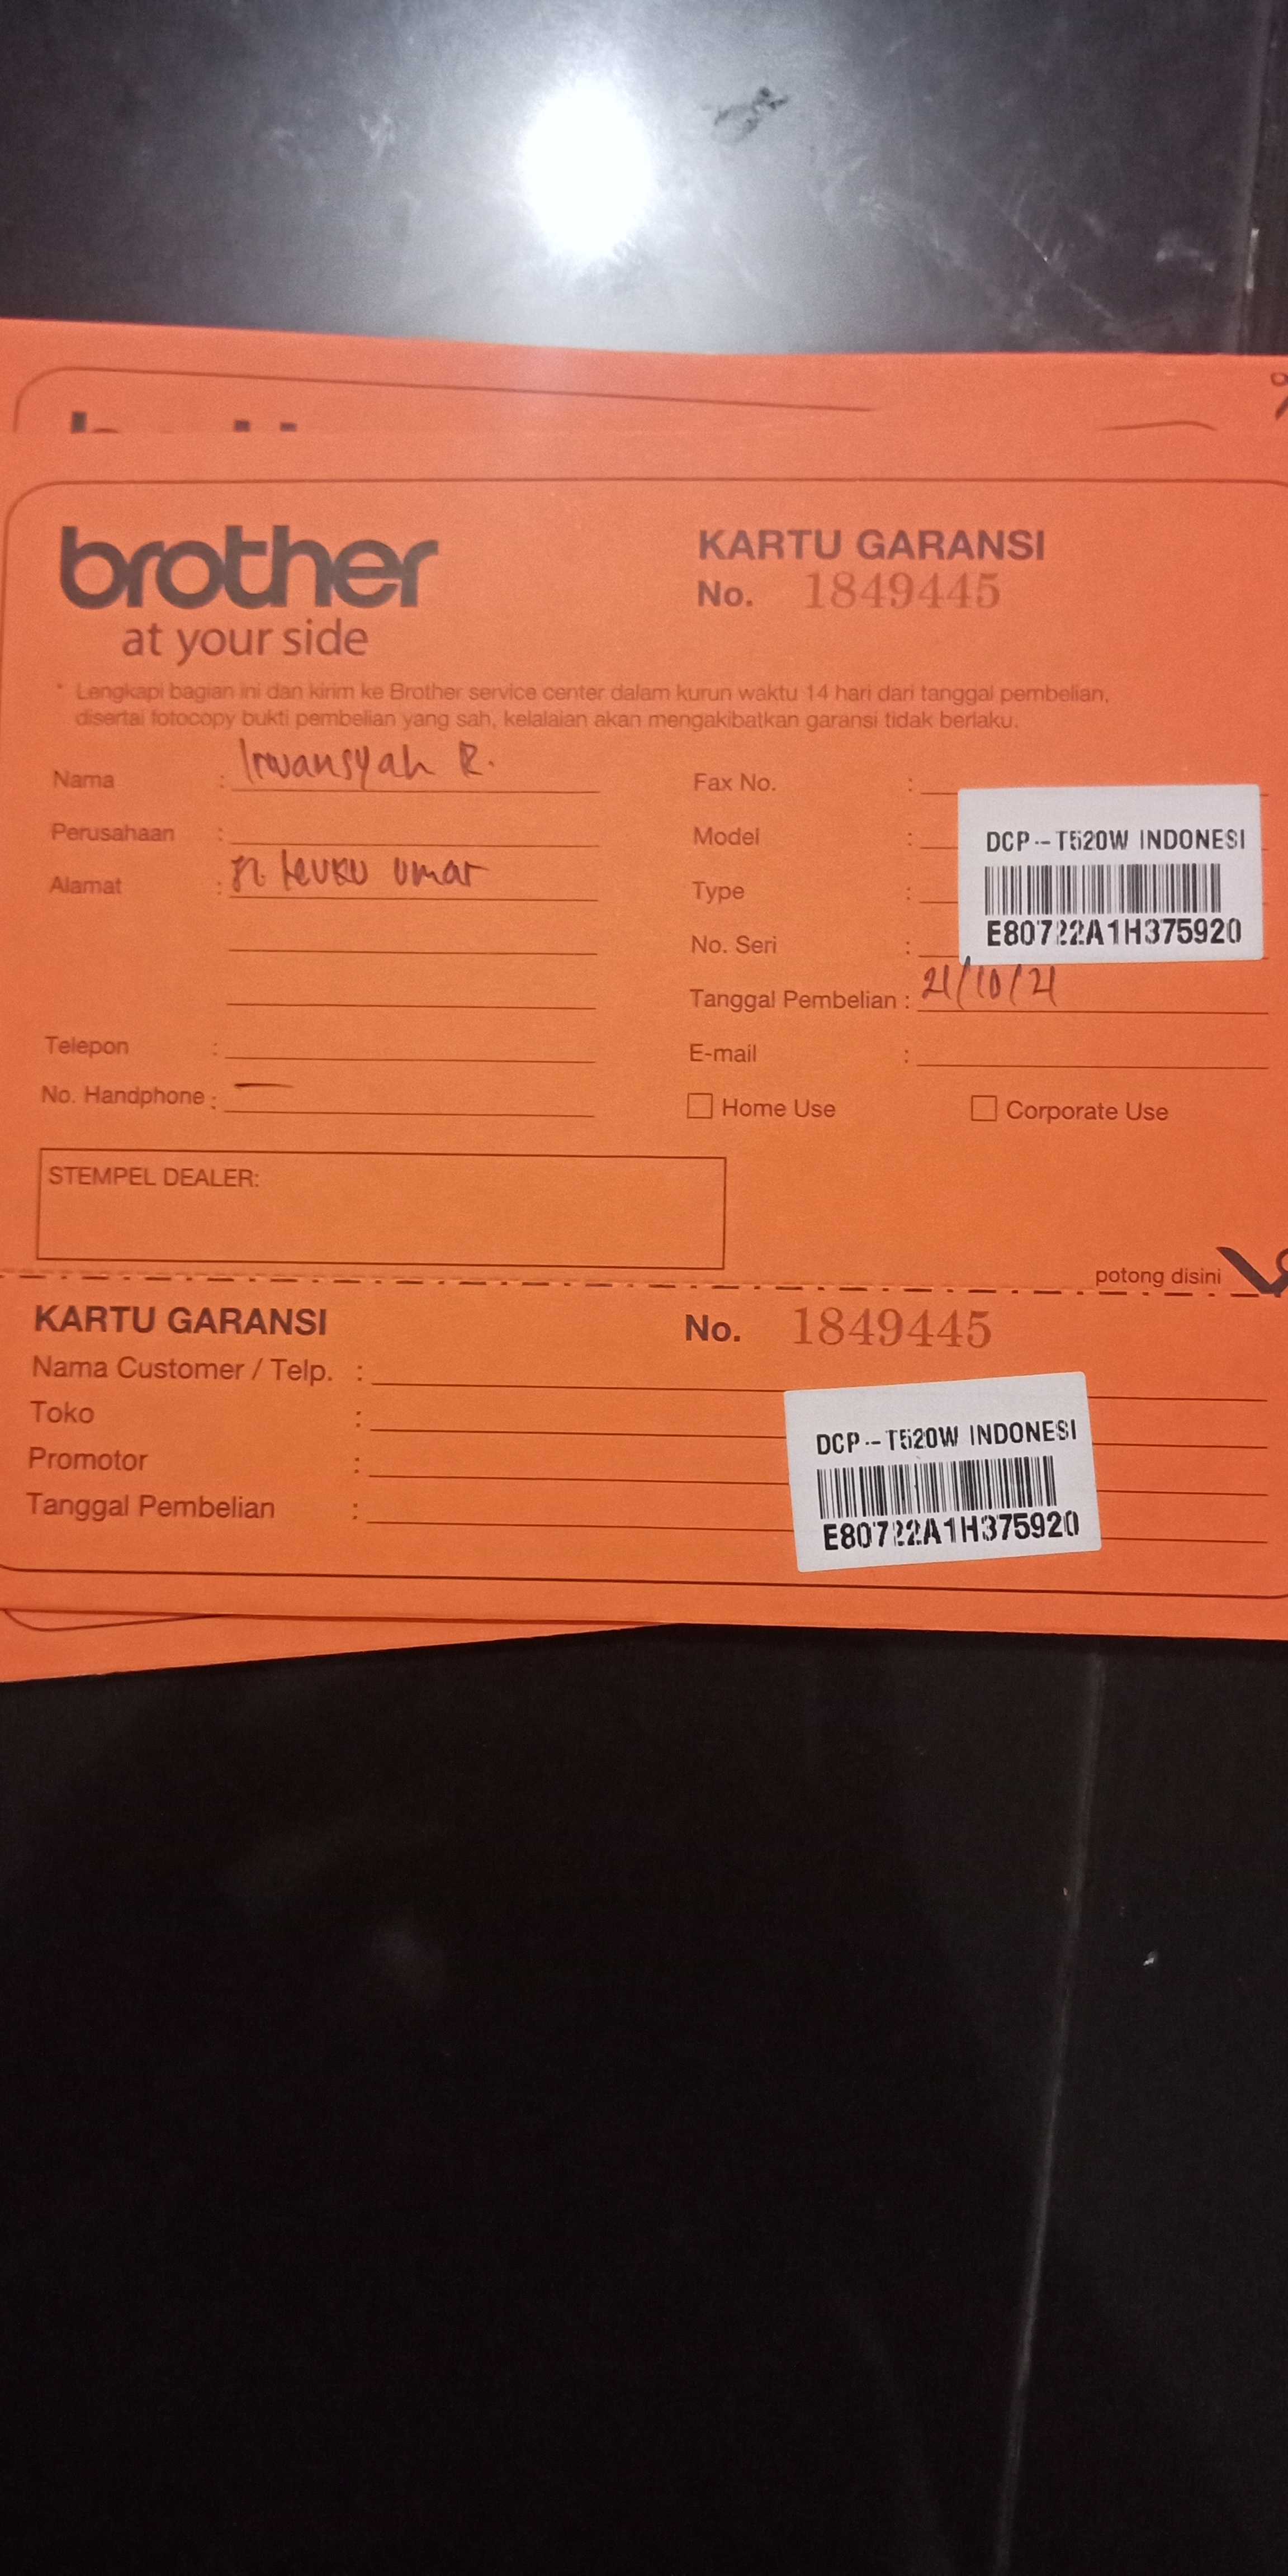 brother
at your side
KARTU GARANSI
No. 1849445
* Lengkapi bagian ini dan kirim ke Brother service center dalam kurun waktu 14 hari dari tanggal pembelian,
disertai fotocopy bukti pembelian yang sah, kelalaian akan mengakibatkan garansi tidak berlaku.
Nama : Irwansyah R.
Perusahaan :
Alamat : Jl. teuku umar
Telepon :
No. Handphone : —
Fax No. :
Model :
Type :
No. Seri :
DCP-T520W INDONESI
E80722A1H375920
Tanggal Pembelian : 21/10/21
E-mail :
Home Use
Corporate Use
STEMPEL DEALER:
potong disini
KARTU GARANSI
No. 1849445
Nama Customer / Telp. :
Toko :
Promotor :
Tanggal Pembelian :
DCP-T520W INDONESI
E80722A1H375920